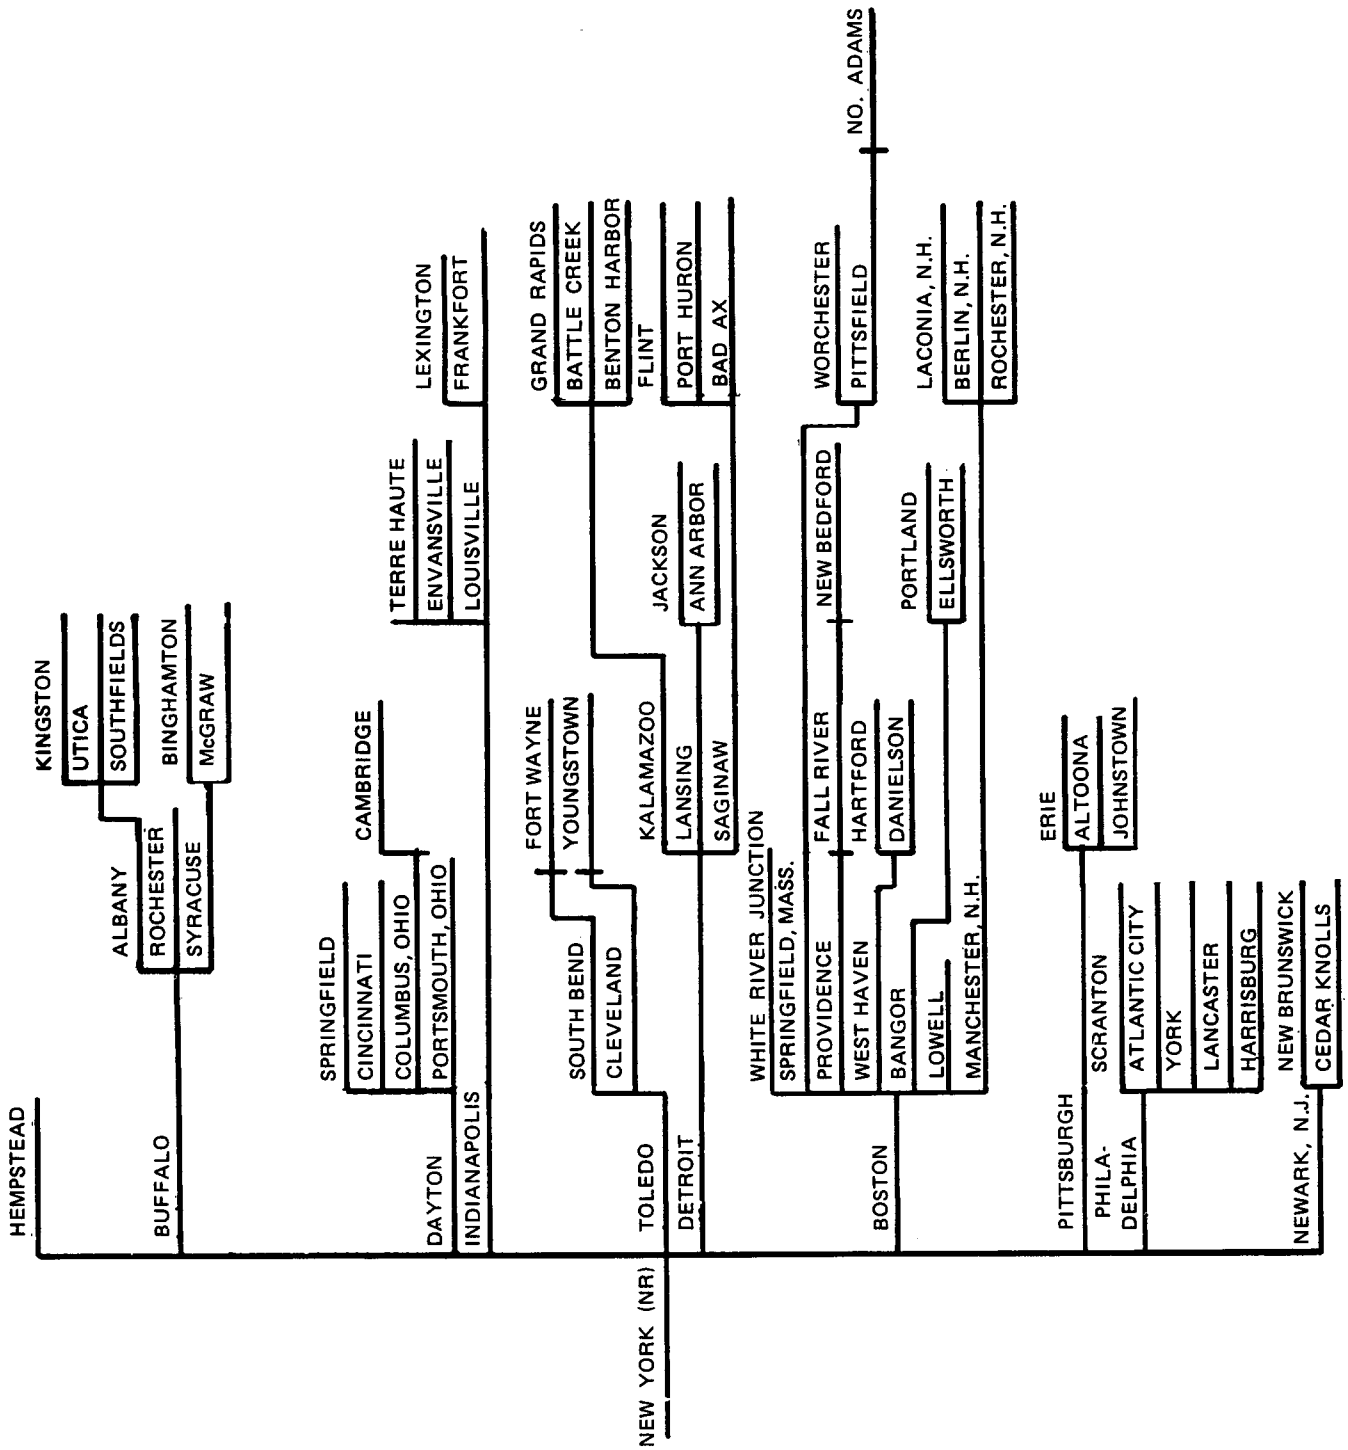 NEW YORK (NR)
HEMPSTEAD
BUFFALO
ALBANY
KINGSTON
UTICA
SOUTHFIELDS
ROCHESTER
SYRACUSE
BINGHAMTON
McGRAW
DAYTON
SPRINGFIELD
CINCINNATI
COLUMBUS, OHIO
CAMBRIDGE
PORTSMOUTH, OHIO
INDIANAPOLIS
TERRE HAUTE
ENVANSVILLE
LOUISVILLE
LEXINGTON
FRANKFORT
TOLEDO
SOUTH BEND
FORT WAYNE
CLEVELAND
YOUNGSTOWN
DETROIT
KALAMAZOO
GRAND RAPIDS
BATTLE CREEK
BENTON HARBOR
LANSING
JACKSON
ANN ARBOR
SAGINAW
FLINT
PORT HURON
BAD AX
BOSTON
WHITE RIVER JUNCTION
SPRINGFIELD, MASS.
WORCHESTER
PITTSFIELD
NO. ADAMS
PROVIDENCE
FALL RIVER
NEW BEDFORD
WEST HAVEN
HARTFORD
DANIELSON
BANGOR
PORTLAND
ELLSWORTH
LOWELL
MANCHESTER, N.H.
LACONIA, N.H.
BERLIN, N.H.
ROCHESTER, N.H.
PITTSBURGH
ERIE
ALTOONA
JOHNSTOWN
PHILA-
DELPHIA
SCRANTON
ATLANTIC CITY
YORK
LANCASTER
HARRISBURG
NEWARK, N.J.
NEW BRUNSWICK
CEDAR KNOLLS